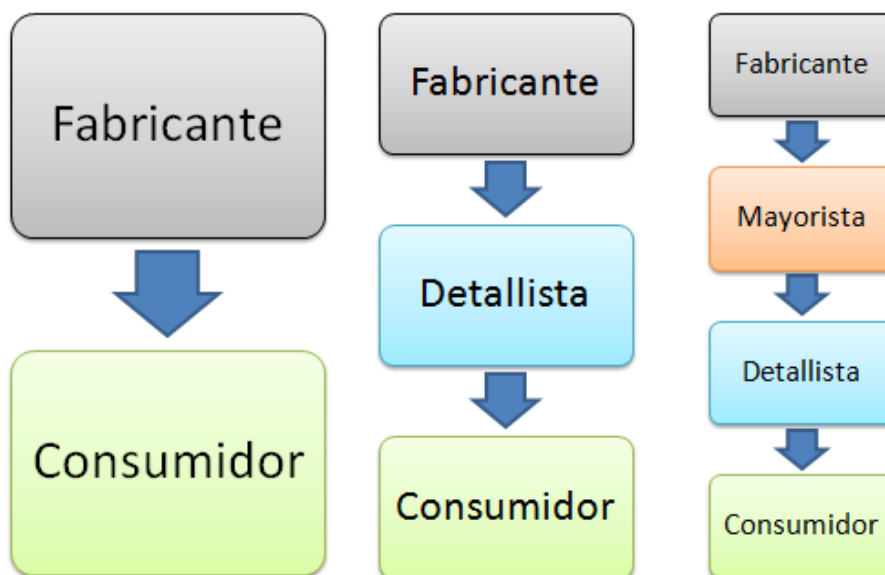 Fabricante
Consumidor
Fabricante
Detallista
Consumidor
Fabricante
Mayorista
Detallista
Consumidor